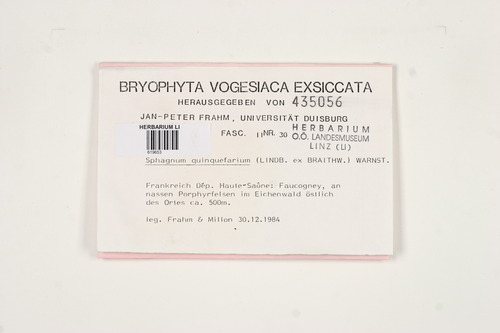 BRYOPHYTA VOGESIACA EXSICCATA
HERAUSGEGEBEN VON 435056
JAN-PETER FRAHM, UNIVERSITÄT DUISBURG
HERBARIUM LI
619653
FASC. II NR. 30
HERBARIUM
O.Ö. LANDESMUSEUM
LINZ (LI)
Sphagnum quinquefarium (LINDB. ex BRAITHW.) WARNST.
Frankreich Dép. Haute-Saône: Faucogney, an
nassen Porphyrfelsen im Eichenwald östlich
des Ortes ca. 500m.
leg. Frahm & Millon 30.12.1984